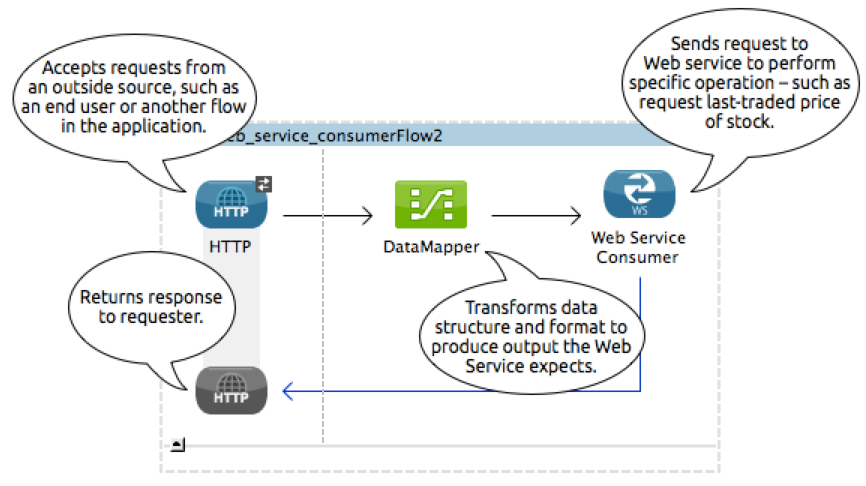 Accepts requests from
an outside source, such as
an end user or another flow
in the application.
Sends request to
Web service to perform
specific operation – such as
request last-traded price
of stock.
eb_service_consumerFlow2
HTTP
WS
HTTP
DataMapper
Web Service
Consumer
Returns response
to requester.
Transforms data
structure and format to
produce output the Web
Service expects.
HTTP